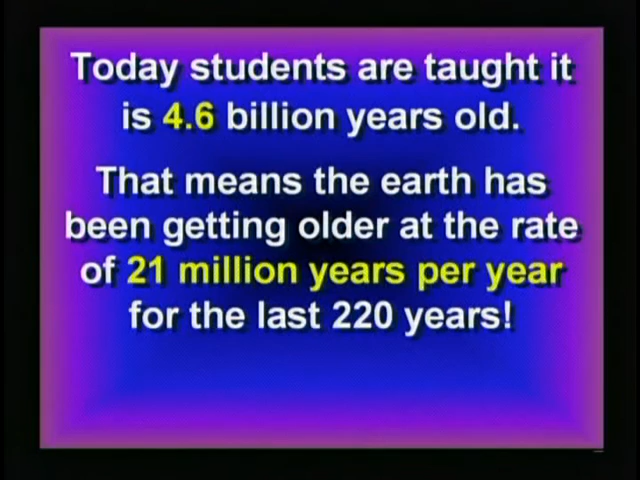 Today students are taught it
is 4.6 billion years old.
That means the earth has
been getting older at the rate
of 21 million years per year
for the last 220 years!